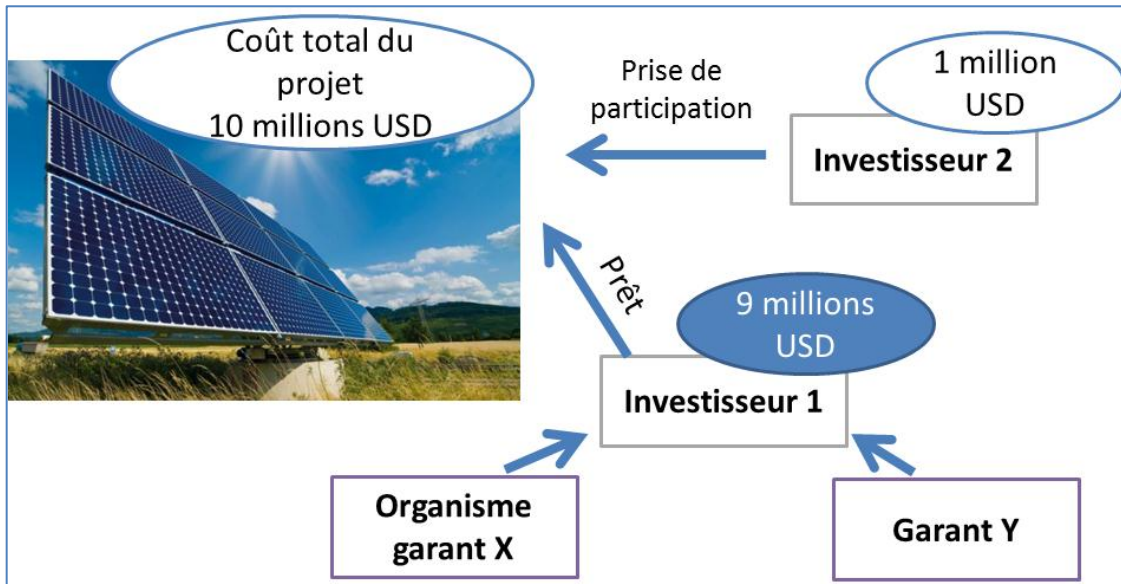 Coût total du
projet
10 millions USD
Prise de
participation
1 million
USD
Investisseur 2
Prêt
9 millions
USD
Investisseur 1
Organisme
garant X
Garant Y